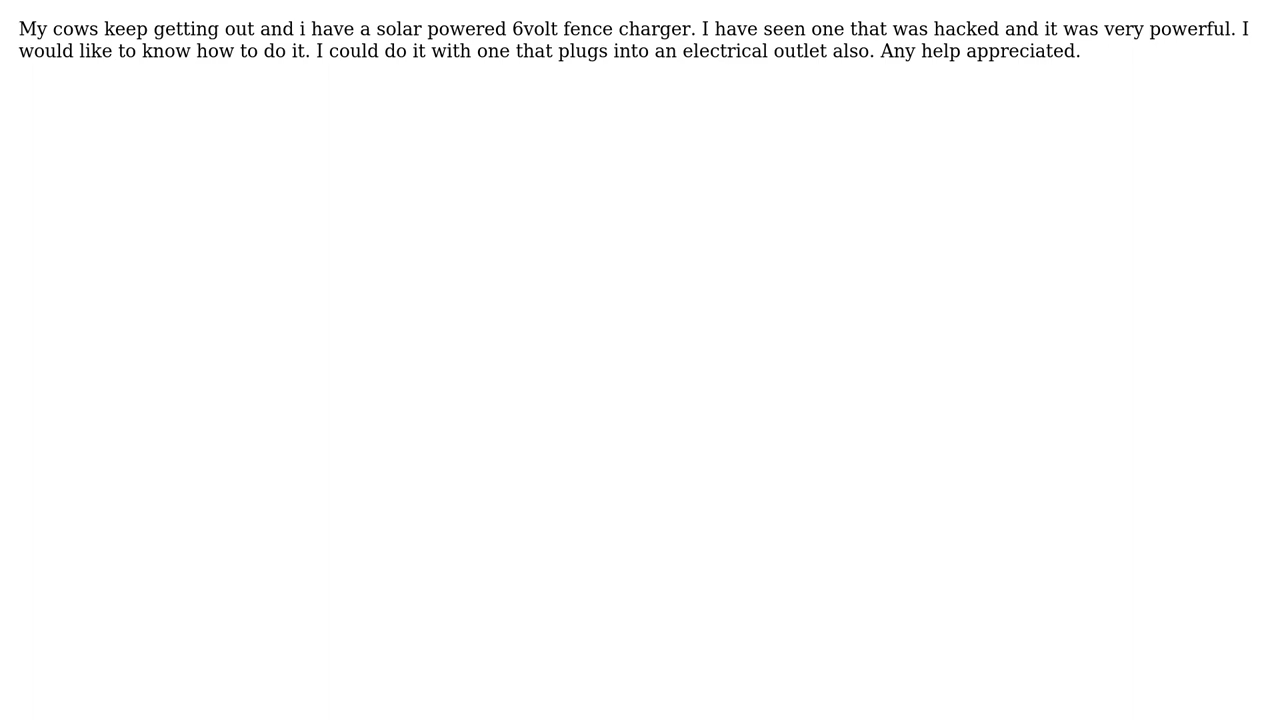 My cows keep getting out and i have a solar powered 6volt fence charger. I have seen one that was hacked and it was very powerful. I
would like to know how to do it. I could do it with one that plugs into an electrical outlet also. Any help appreciated.